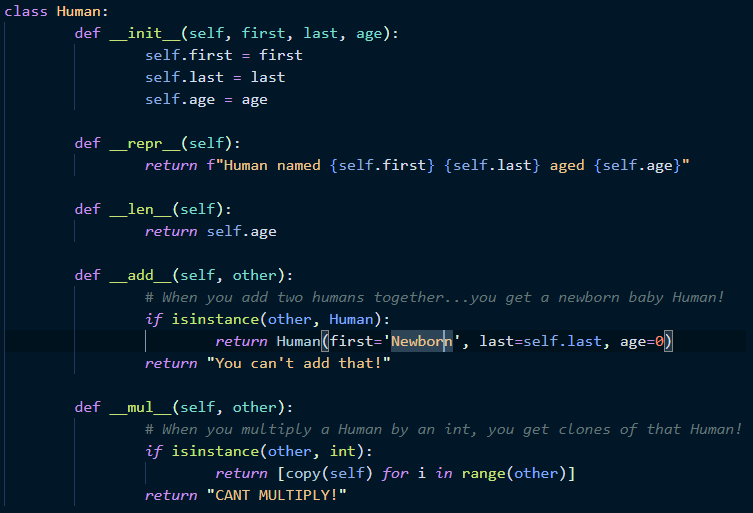 class Human:
def __init__(self, first, last, age):
self.first = first
self.last = last
self.age = age
def __repr__(self):
return f"Human named {self.first} {self.last} aged {self.age}"
def __len__(self):
return self.age
def __add__(self, other):
# When you add two humans together...you get a newborn baby Human!
if isinstance(other, Human):
return Human(first='Newborn', last=self.last, age=0)
return "You can't add that!"
def __mul__(self, other):
# When you multiply a Human by an int, you get clones of that Human!
if isinstance(other, int):
return [copy(self) for i in range(other)]
return "CANT MULTIPLY!"